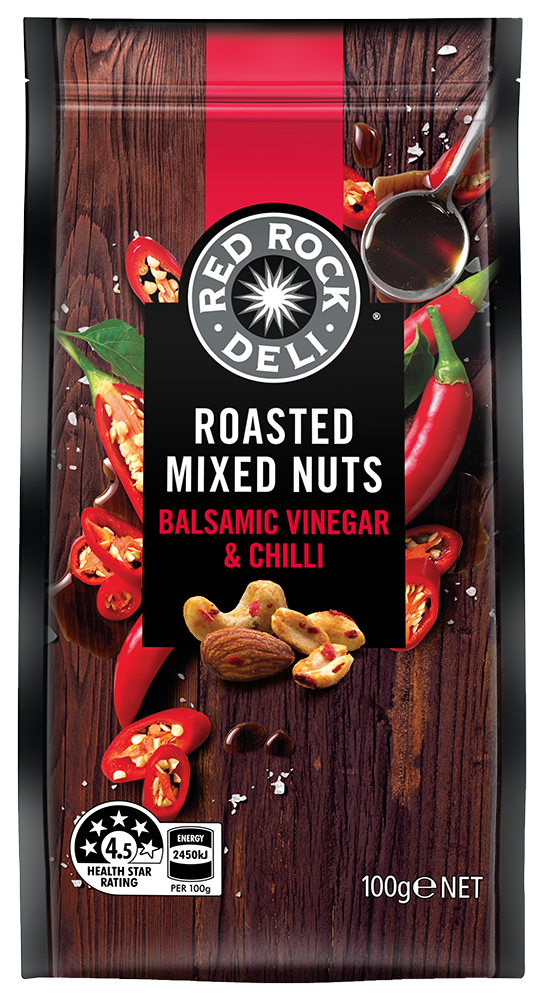 RED ROCK
DELI
®
ROASTED
MIXED NUTS
BALSAMIC VINEGAR
& CHILLI
4.5
HEALTH STAR
RATING
ENERGY
2450kJ
PER 100g
100g℮ NET